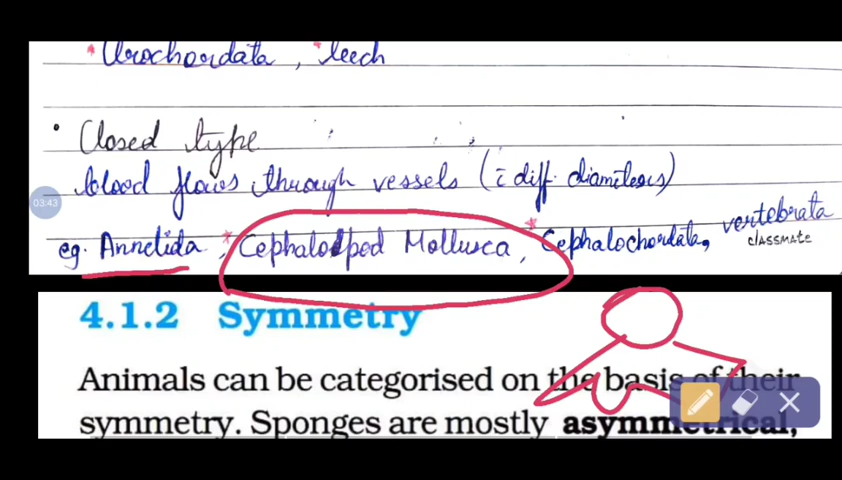 *Urochordata, *leech
• Closed type
blood flows through vessels (c̄ diff. diameters)
eg. Annelida, *Cephalopod Mollusca, *Cephalochordata, vertebrata
CLASSMATE
03:43
4.1.2 Symmetry
Animals can be categorised on the basis of their
symmetry. Sponges are mostly asymmetrical,